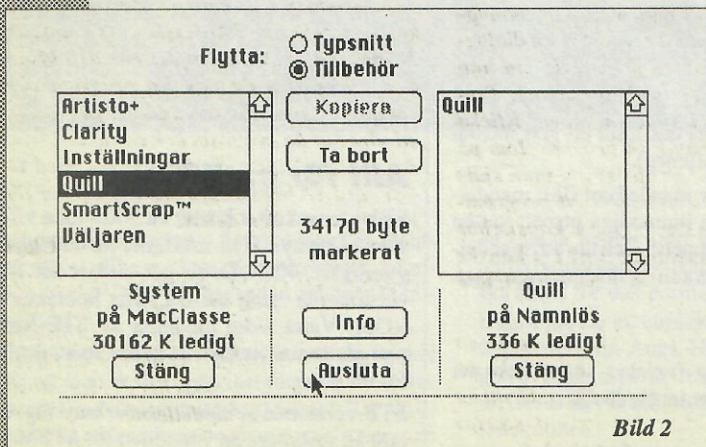 Flytta:
Typsnitt
Tillbehör
Artisto+
Clarity
Inställningar
Quill
SmartScrap™
Väljaren
Kopiera
Ta bort
34170 byte
markerat
Quill
System
på MacClasse
30162 K ledigt
Stäng
Info
Avsluta
Quill
på Namnlös
336 K ledigt
Stäng
Bild 2